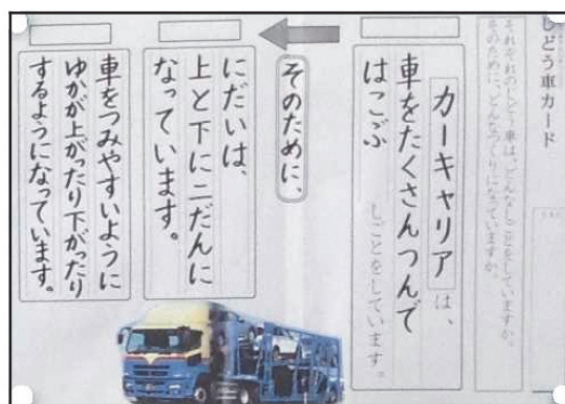 じどう車カード
それぞれのじどう車は、どんなしごとをしていますか。
そのために、どんなつくりになっていますか。
カーキャリアは、
車をたくさんつんで
はこぶ
しごとをしています。
そのために、
にだいは、
上と下に二だんに
なっています。
車をつみやすいように
ゆかが上がったり下がったり
するようになっています。